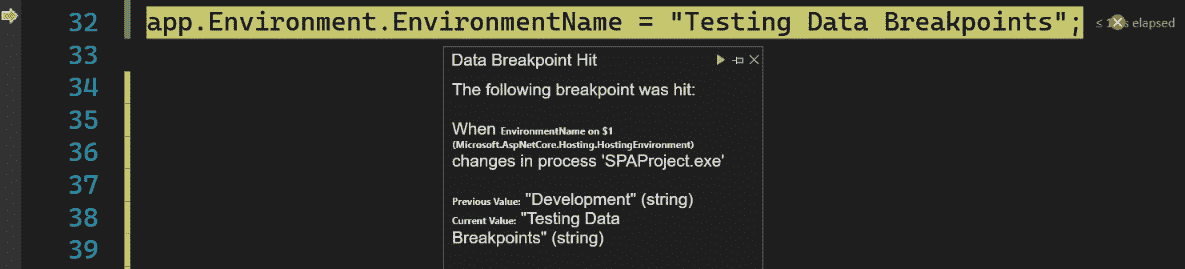 32 app.Environment.EnvironmentName = "Testing Data Breakpoints"; elapsed
33
Data Breakpoint Hit
34
The following breakpoint was hit:
35
When EnvironmentName on $1
36
(Microsoft.AspNetCore.Hosting.HostingEnvironment)
changes in process 'SPAProject.exe'
37
38
Previous Value: "Development" (string)
Current Value: "Testing Data
39
Breakpoints" (string)